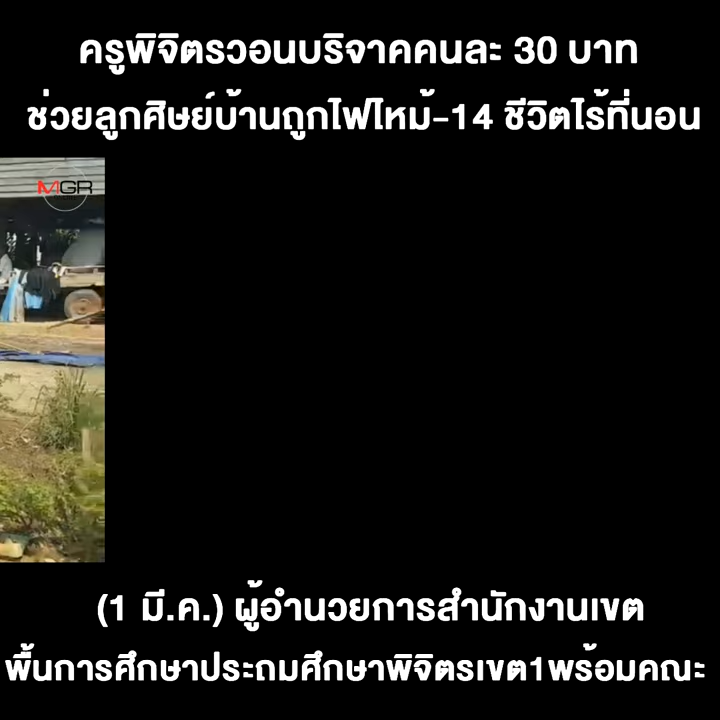 ครูพิจิตรวอนบริจาคคนละ 30 บาท
ช่วยลูกศิษย์บ้านถูกไฟไหม้-14 ชีวิตไร้ที่นอน
MGR
(1 มี.ค.) ผู้อำนวยการสำนักงานเขต
พื้นการศึกษาประถมศึกษาพิจิตรเขต1พร้อมคณะ